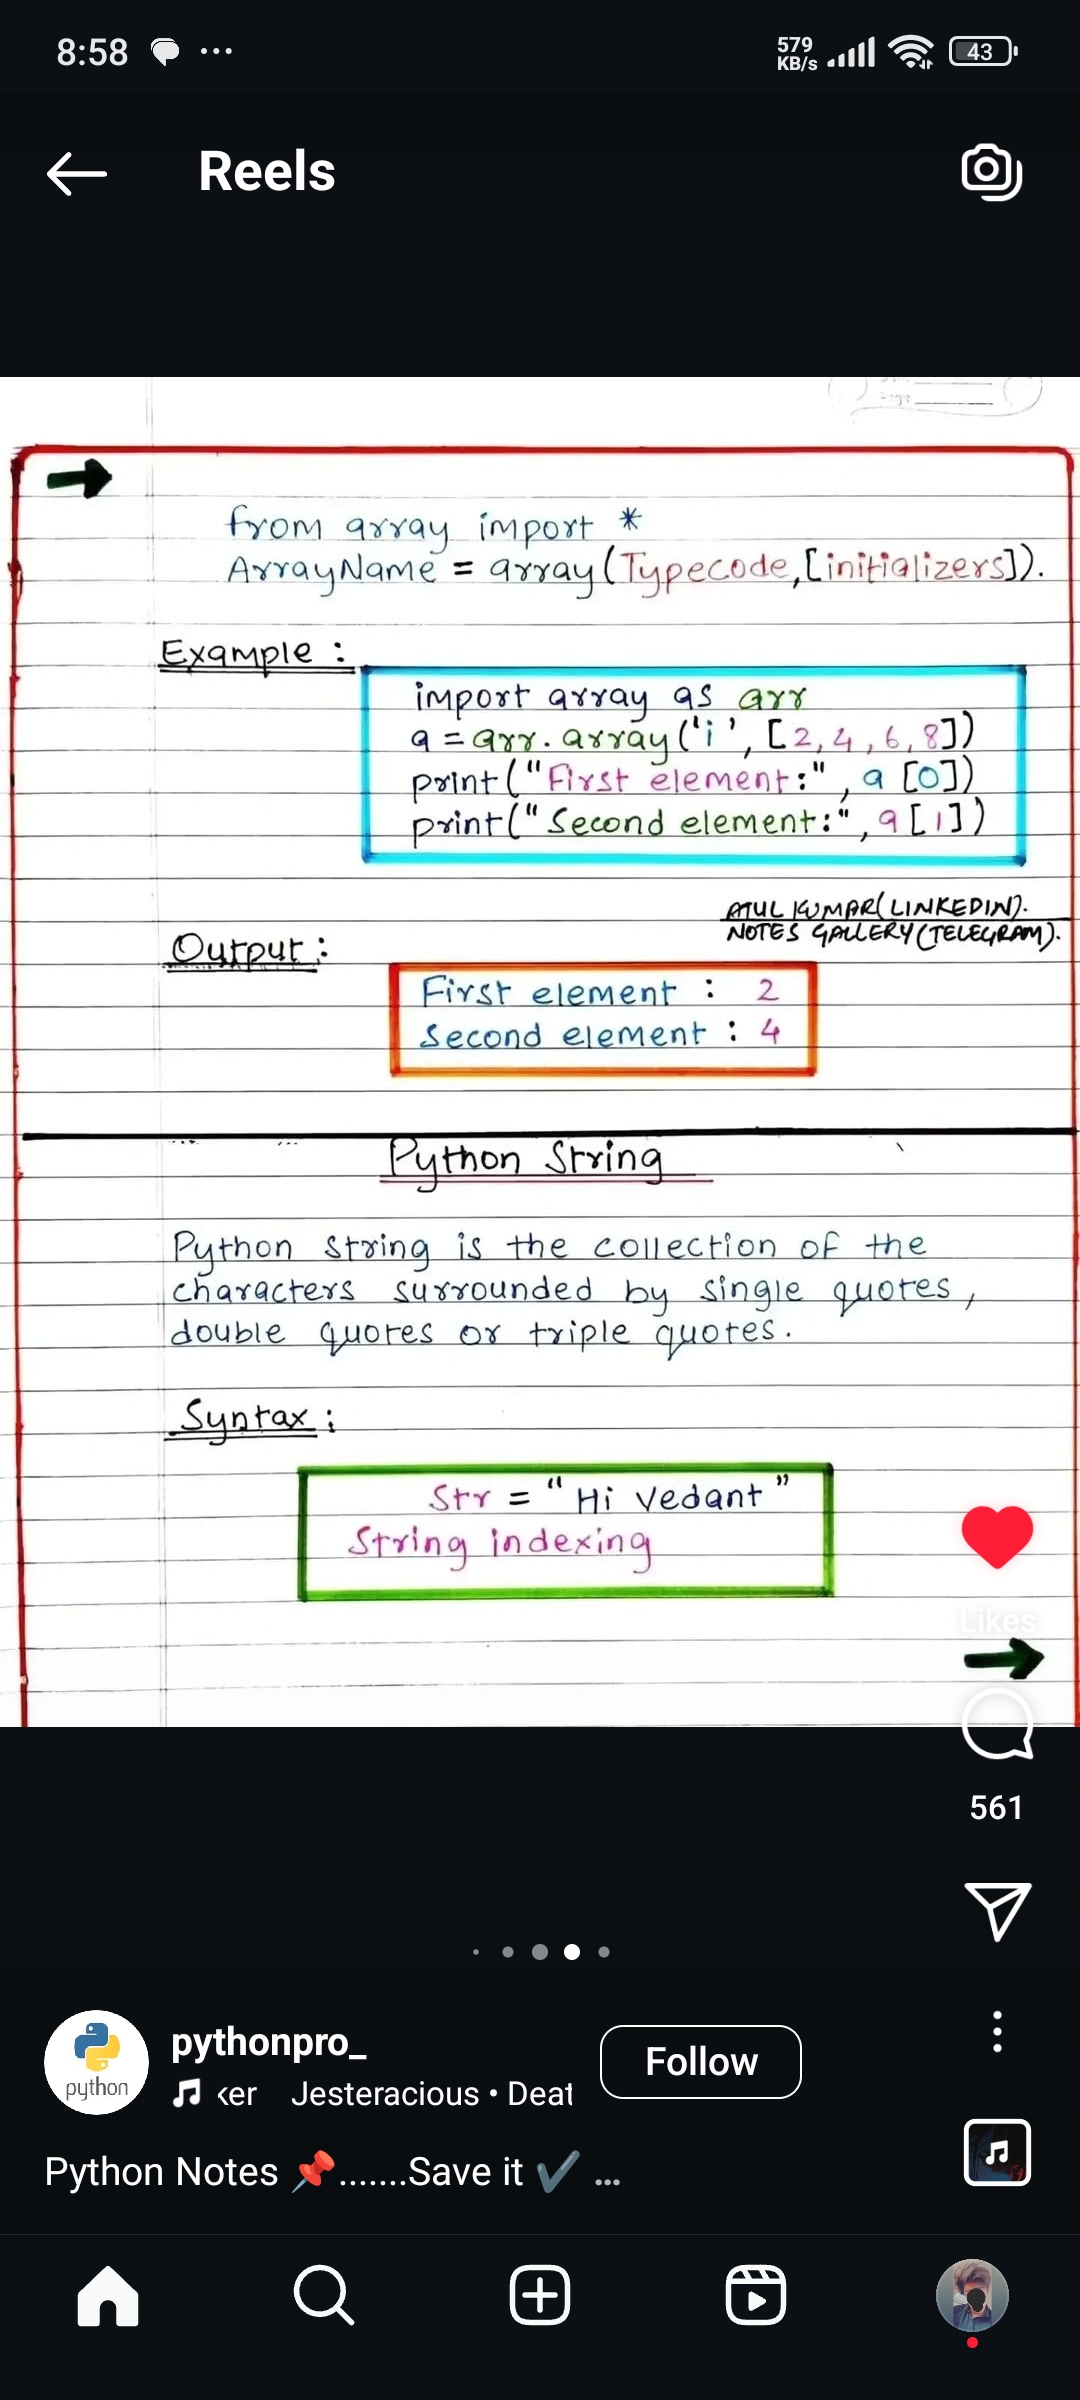 8:58
579
KB/s
43
Reels
from array import *
ArrayName = array(Typecode,[initializers]).
Example :
import array as arr
a = arr.array('i', [2,4,6,8])
print("First element:", a [0])
print("Second element:", a[1])
ATUL KUMAR(LINKEDIN).
NOTES GALLERY(TELEGRAM).
Output :
First element : 2
Second element : 4
Python String
Python string is the collection of the
characters surrounded by single quotes,
double quotes or triple quotes.
Syntax :
Str = "Hi Vedant"
String indexing
Likes
561
python
pythonpro_
Follow
ker Jesteracious • Deat
Python Notes 📌.......Save it ✔️ ...